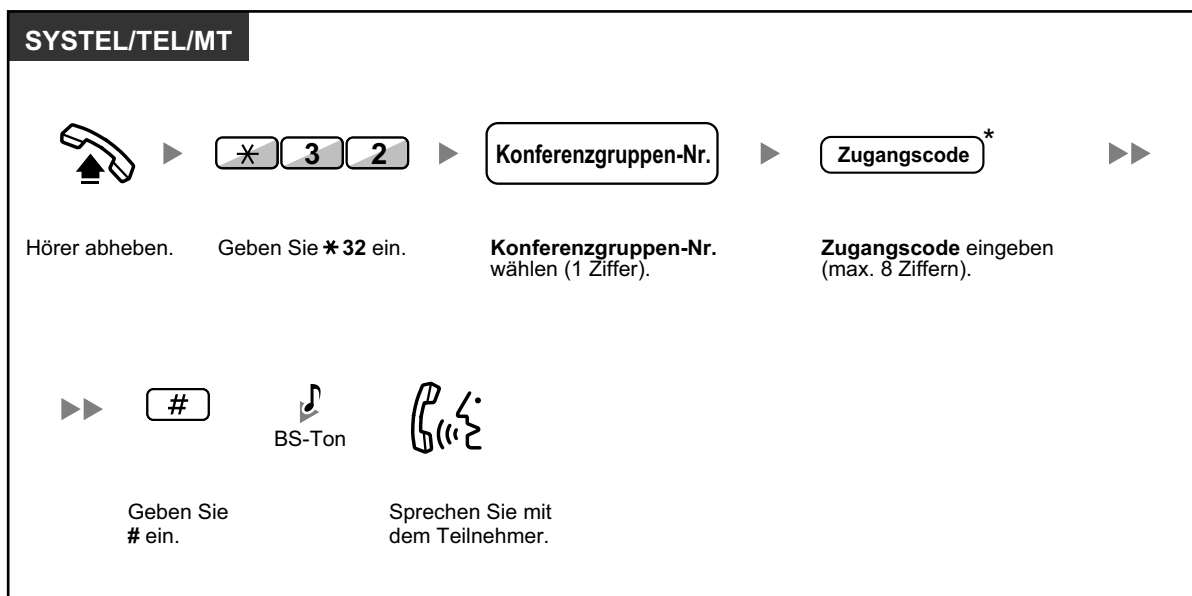 SYSTEL/TEL/MT
* 3 2 Konferenzgruppen-Nr. Zugangscode *
Hörer abheben.
Geben Sie * 32 ein.
Konferenzgruppen-Nr.
wählen (1 Ziffer).
Zugangscode eingeben
(max. 8 Ziffern).
#
BS-Ton
Geben Sie
# ein.
Sprechen Sie mit
dem Teilnehmer.